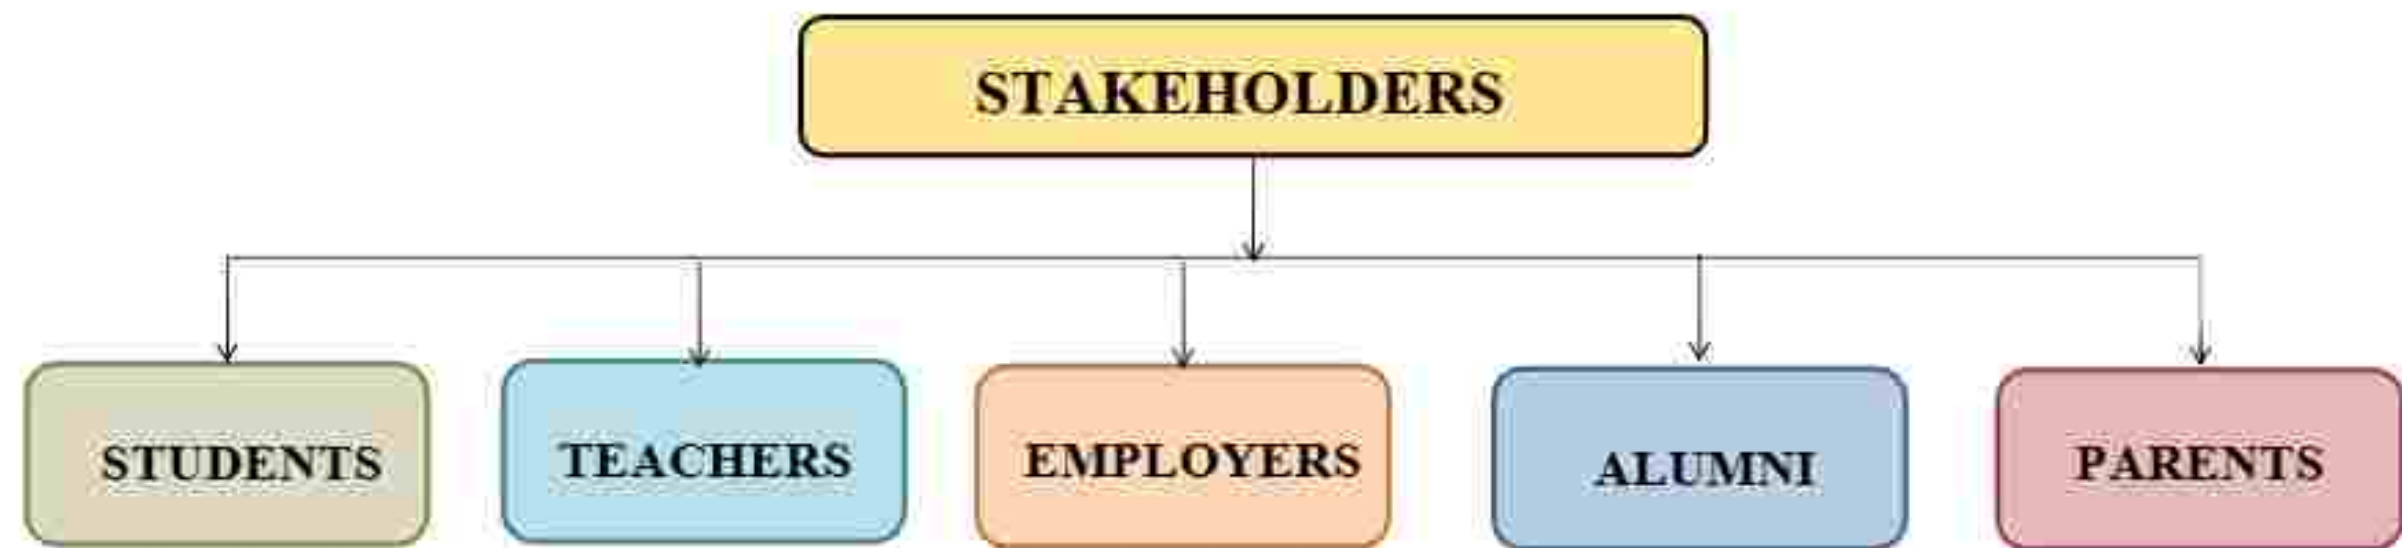 STAKEHOLDERS
STUDENTS
TEACHERS
EMPLOYERS
ALUMNI
PARENTS